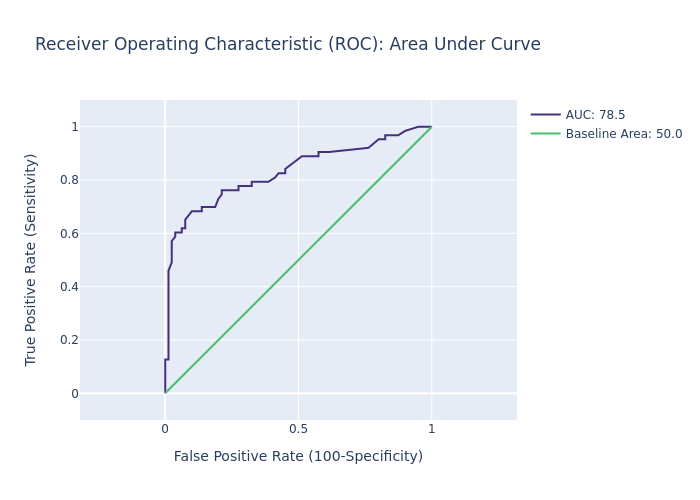 Receiver Operating Characteristic (ROC): Area Under Curve
AUC: 78.5
Baseline Area: 50.0
1
0.8
0.6
0.4
0.2
0
True Positive Rate (Sensitivity)
0
0.5
1
False Positive Rate (100-Specificity)